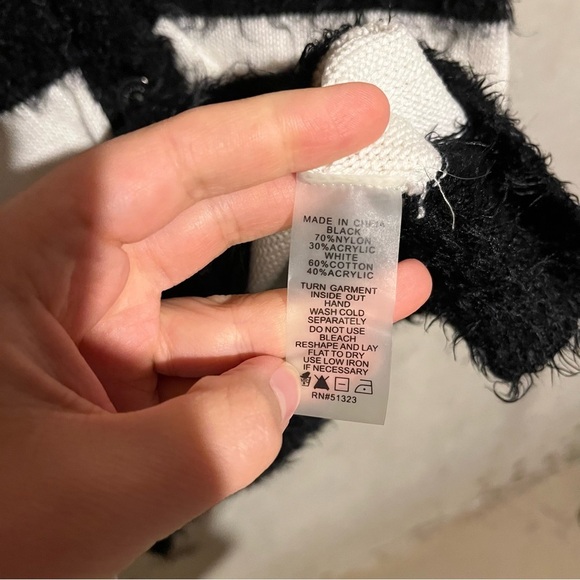 MADE IN CHINA
BLACK
70%NYLON
30%ACRYLIC
WHITE
60%COTTON
40%ACRYLIC
TURN GARMENT
INSIDE OUT
HAND
WASH COLD
SEPARATELY
DO NOT USE
BLEACH
RESHAPE AND LAY
FLAT TO DRY
USE LOW IRON
IF NECESSARY
RN#51323